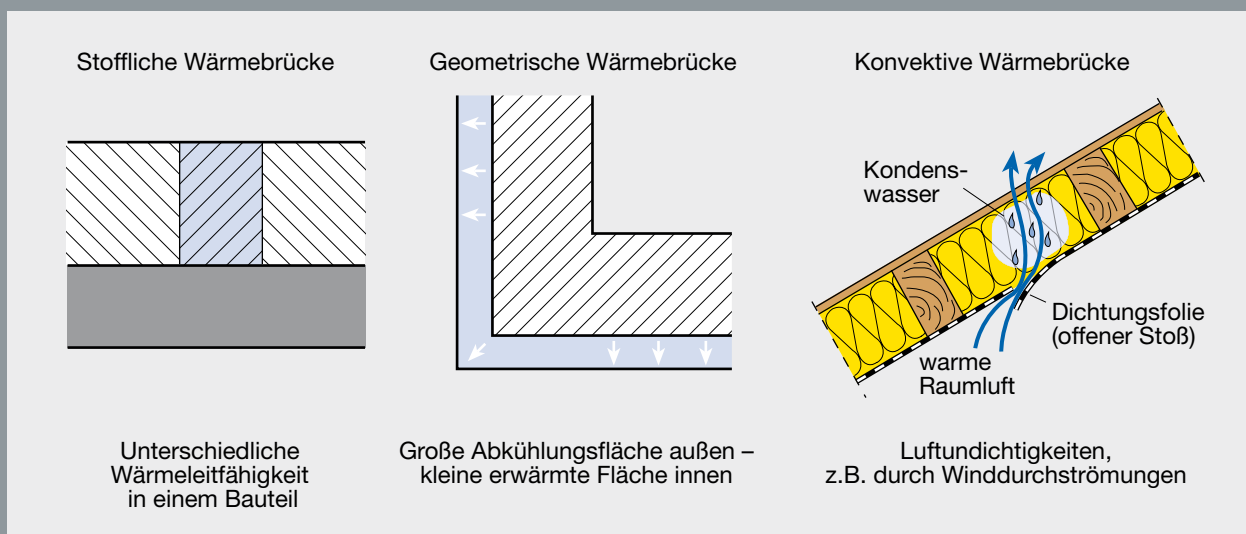 Stoffliche Wärmebrücke
Geometrische Wärmebrücke
Konvektive Wärmebrücke
Kondens-
wasser
Dichtungsfolie
(offener Stoß)
warme
Raumluft
Unterschiedliche
Wärmeleitfähigkeit
in einem Bauteil
Große Abkühlungsfläche außen –
kleine erwärmte Fläche innen
Luftundichtigkeiten,
z.B. durch Winddurchströmungen